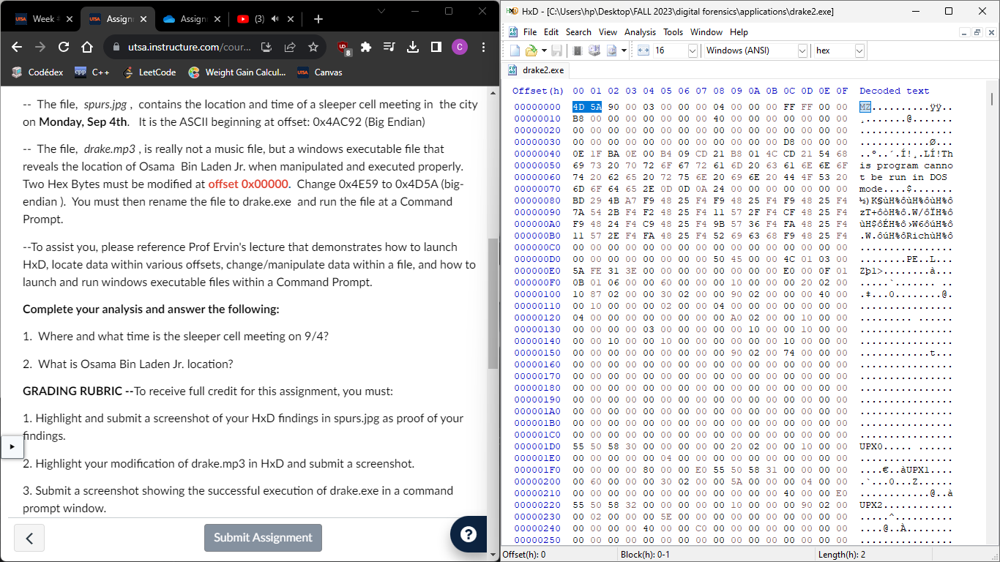 Week #
Assign
Assign
(3)
utsa.instructure.com/cour...
8
C
Codédex
C++
LeetCode
Weight Gain Calcul...
Canvas
-- The file, spurs.jpg , contains the location and time of a sleeper cell meeting in the city
on Monday, Sep 4th. It is the ASCII beginning at offset: 0x4AC92 (Big Endian)
-- The file, drake.mp3 , is really not a music file, but a windows executable file that
reveals the location of Osama Bin Laden Jr. when manipulated and executed properly.
Two Hex Bytes must be modified at offset 0x00000. Change 0x4E59 to 0x4D5A (big-
endian ). You must then rename the file to drake.exe and run the file at a Command
Prompt.
--To assist you, please reference Prof Ervin's lecture that demonstrates how to launch
HxD, locate data within various offsets, change/manipulate data within a file, and how to
launch and run windows executable files within a Command Prompt.
Complete your analysis and answer the following:
1. Where and what time is the sleeper cell meeting on 9/4?
2. What is Osama Bin Laden Jr. location?
GRADING RUBRIC --To receive full credit for this assignment, you must:
1. Highlight and submit a screenshot of your HxD findings in spurs.jpg as proof of your
findings.
2. Highlight your modification of drake.mp3 in HxD and submit a screenshot.
3. Submit a screenshot showing the successful execution of drake.exe in a command
prompt window.
Submit Assignment
HxD - [C:\Users\hp\Desktop\FALL 2023\digital forensics\applications\drake2.exe]
File Edit Search View Analysis Tools Window Help
16 Windows (ANSI) hex
drake2.exe
Offset(h) 00 01 02 03 04 05 06 07 08 09 0A 0B 0C 0D 0E 0F Decoded text
00000000 4D 5A 90 00 03 00 00 00 04 00 00 00 FF FF 00 00 MZ..........ÿÿ..
00000010 B8 00 00 00 00 00 00 00 40 00 00 00 00 00 00 00 ¸.......@.......
00000020 00 00 00 00 00 00 00 00 00 00 00 00 00 00 00 00 ................
00000030 00 00 00 00 00 00 00 00 00 00 00 00 D8 00 00 00 ............Ø...
00000040 0E 1F BA 0E 00 B4 09 CD 21 B8 01 4C CD 21 54 68 ..º..´.Í!¸.LÍ!Th
00000050 69 73 20 70 72 6F 67 72 61 6D 20 63 61 6E 6E 6F is program canno
00000060 74 20 62 65 20 72 75 6E 20 69 6E 20 44 4F 53 20 t be run in DOS
00000070 6D 6F 64 65 2E 0D 0D 0A 24 00 00 00 00 00 00 00 mode....$.......
00000080 BD 29 4B A7 F9 48 25 F4 F9 48 25 F4 F9 48 25 F4 ½)K§ùH%ôùH%ôùH%ô
00000090 7A 54 2B F4 F2 48 25 F4 11 57 2F F4 CF 48 25 F4 zT+ôòH%ô.W/ôÏH%ô
000000A0 F9 48 24 F4 C9 48 25 F4 9B 57 36 F4 FA 48 25 F4 ùH$ôÉH%ô›W6ôúH%ô
000000B0 11 57 2E F4 FA 48 25 F4 52 69 63 68 F9 48 25 F4 .W.ôúH%ôRichùH%ô
000000C0 00 00 00 00 00 00 00 00 00 00 00 00 00 00 00 00 ................
000000D0 00 00 00 00 00 00 00 00 50 45 00 00 4C 01 03 00 ........PE..L...
000000E0 5A FE 31 3E 00 00 00 00 00 00 00 00 E0 00 0F 01 Zþ1>........à...
000000F0 0B 01 06 00 00 60 00 00 00 10 00 00 00 20 02 00 .....`....... ..
00000100 10 87 02 00 00 30 02 00 00 90 02 00 00 00 40 00 .‡...0........@.
00000110 00 10 00 00 00 02 00 00 04 00 00 00 00 00 00 00 ................
00000120 04 00 00 00 00 00 00 00 00 A0 02 00 00 10 00 00 ......... ......
00000130 00 00 00 00 03 00 00 00 00 00 10 00 00 10 00 00 ................
00000140 00 00 10 00 00 10 00 00 00 00 00 00 10 00 00 00 ................
00000150 00 00 00 00 00 00 00 00 00 90 02 00 74 00 00 00 ............t...
00000160 00 00 00 00 00 00 00 00 00 00 00 00 00 00 00 00 ................
00000170 00 00 00 00 00 00 00 00 00 00 00 00 00 00 00 00 ................
00000180 00 00 00 00 00 00 00 00 00 00 00 00 00 00 00 00 ................
00000190 00 00 00 00 00 00 00 00 00 00 00 00 00 00 00 00 ................
000001A0 00 00 00 00 00 00 00 00 00 00 00 00 00 00 00 00 ................
000001B0 00 00 00 00 00 00 00 00 00 00 00 00 00 00 00 00 ................
000001C0 00 00 00 00 00 00 00 00 00 00 00 00 00 00 00 00 ................
000001D0 55 50 58 30 00 00 00 00 00 20 02 00 00 10 00 00 UPX0..... ......
000001E0 00 00 00 00 00 04 00 00 00 00 00 00 00 00 00 00 ................
000001F0 00 00 00 00 80 00 00 E0 55 50 58 31 00 00 00 00 ....€..àUPX1....
00000200 00 60 00 00 00 30 02 00 00 5A 00 00 00 04 00 00 .`...0...Z......
00000210 00 00 00 00 00 00 00 00 00 00 00 00 40 00 00 E0 ............@..à
00000220 55 50 58 32 00 00 00 00 00 10 00 00 00 90 02 00 UPX2............
00000230 00 02 00 00 00 5E 00 00 00 00 00 00 00 00 00 00 .....^..........
00000240 00 00 00 00 40 00 00 C0 00 00 00 00 00 00 00 00 ....@..À........
00000250 00 00 00 00 00 00 00 00 00 00 00 00 00 00 00 00 ................
Offset(h): 0 Block(h): 0-1 Length(h): 2